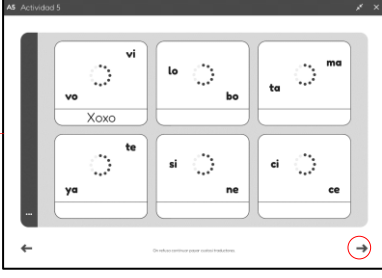 A5 Actividad 5
vi
vo
Xoxo
lo
bo
ma
ta
te
ya
si
ne
ci
ce
...